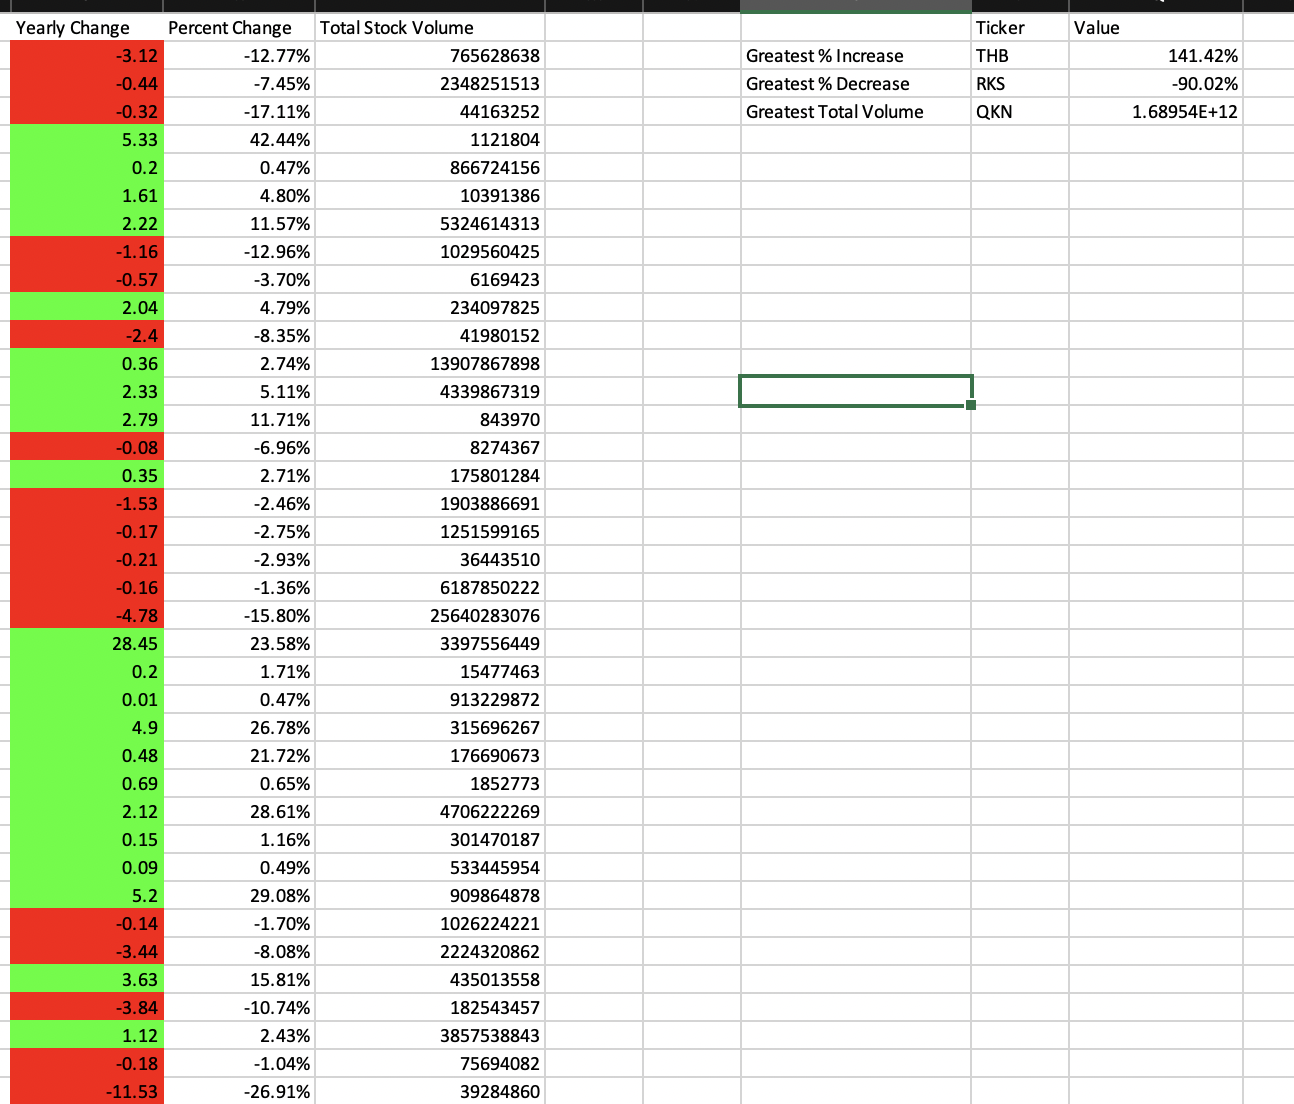 Yearly Change Percent Change Total Stock Volume Ticker Value
-3.12 -12.77% 765628638 Greatest % Increase THB 141.42%
-0.44 -7.45% 2348251513 Greatest % Decrease RKS -90.02%
-0.32 -17.11% 44163252 Greatest Total Volume QKN 1.68954E+12
5.33 42.44% 1121804
0.2 0.47% 866724156
1.61 4.80% 10391386
2.22 11.57% 5324614313
-1.16 -12.96% 1029560425
-0.57 -3.70% 6169423
2.04 4.79% 234097825
-2.4 -8.35% 41980152
0.36 2.74% 13907867898
2.33 5.11% 4339867319
2.79 11.71% 843970
-0.08 -6.96% 8274367
0.35 2.71% 175801284
-1.53 -2.46% 1903886691
-0.17 -2.75% 1251599165
-0.21 -2.93% 36443510
-0.16 -1.36% 6187850222
-4.78 -15.80% 25640283076
28.45 23.58% 3397556449
0.2 1.71% 15477463
0.01 0.47% 913229872
4.9 26.78% 315696267
0.48 21.72% 176690673
0.69 0.65% 1852773
2.12 28.61% 4706222269
0.15 1.16% 301470187
0.09 0.49% 533445954
5.2 29.08% 909864878
-0.14 -1.70% 1026224221
-3.44 -8.08% 2224320862
3.63 15.81% 435013558
-3.84 -10.74% 182543457
1.12 2.43% 3857538843
-0.18 -1.04% 75694082
-11.53 -26.91% 39284860